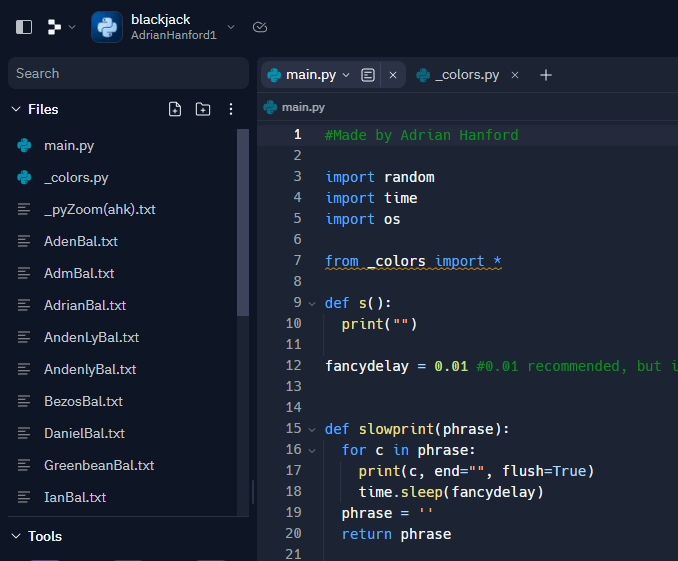 blackjack
AdrianHanford1
Search
Files
main.py
_colors.py
_pyZoom(ahk).txt
AdenBal.txt
AdmBal.txt
AdrianBal.txt
AndenLyBal.txt
AndenlyBal.txt
BezosBal.txt
DanielBal.txt
GreenbeanBal.txt
IanBal.txt
Tools
main.py _colors.py
main.py
1 #Made by Adrian Hanford
2
3 import random
4 import time
5 import os
6
7 from _colors import *
8
9 def s():
10 print("")
11
12 fancydelay = 0.01 #0.01 recommended, but i
13
14
15 def slowprint(phrase):
16 for c in phrase:
17 print(c, end="", flush=True)
18 time.sleep(fancydelay)
19 phrase = ''
20 return phrase
21